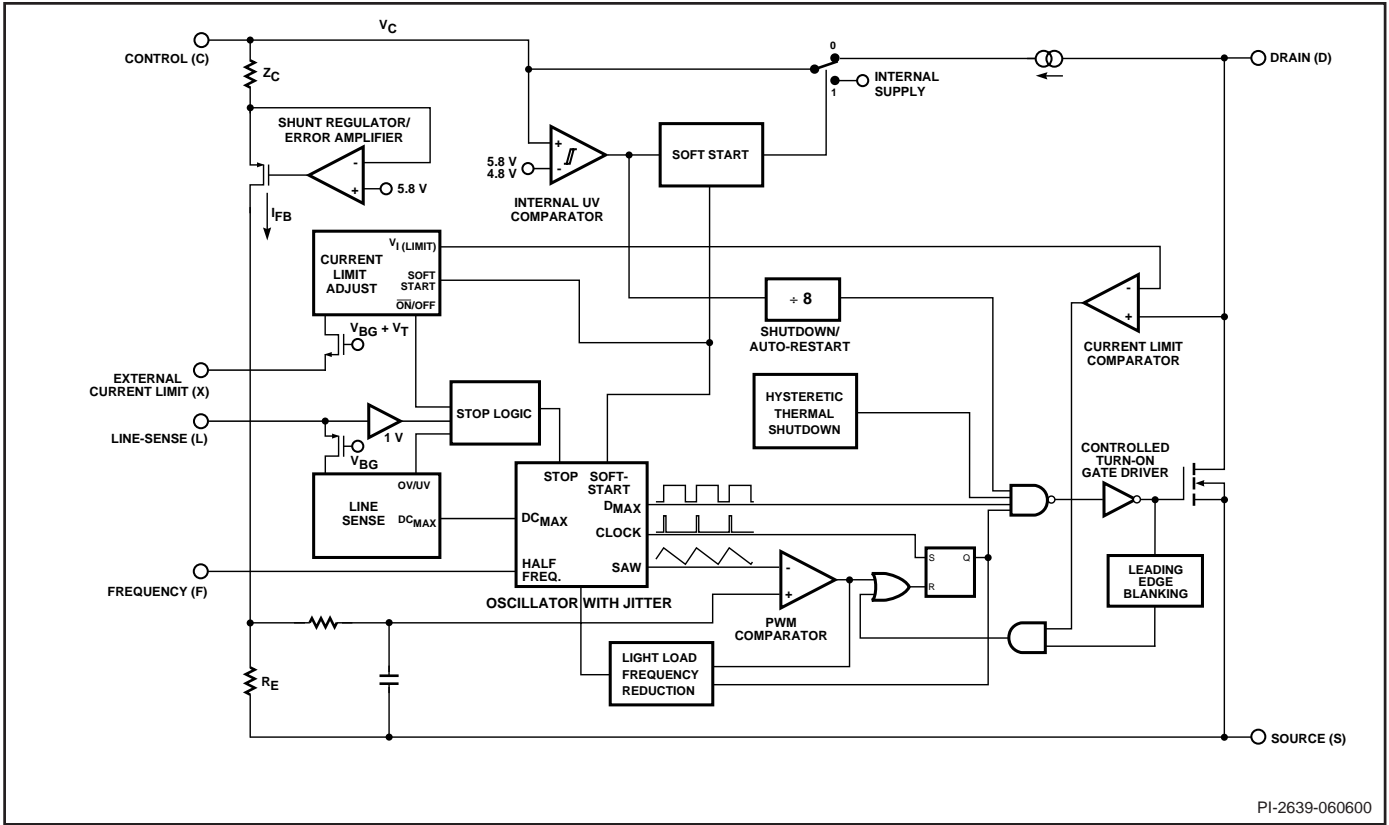 V_C
CONTROL (C)
Z_C
0
DRAIN (D)
INTERNAL
SUPPLY
1
SHUNT REGULATOR/
ERROR AMPLIFIER
-
+
5.8 V
I_FB
+
-
5.8 V
4.8 V
INTERNAL UV
COMPARATOR
SOFT START
V_I (LIMIT)
CURRENT
LIMIT
ADJUST
SOFT
START
O̅N̅/OFF
V_BG + V_T
÷ 8
SHUTDOWN/
AUTO-RESTART
-
+
CURRENT LIMIT
COMPARATOR
EXTERNAL
CURRENT LIMIT (X)
LINE-SENSE (L)
1 V
V_BG
STOP LOGIC
HYSTERETIC
THERMAL
SHUTDOWN
CONTROLLED
TURN-ON
GATE DRIVER
OV/UV
LINE
SENSE
DC_MAX
STOP
SOFT-
START
D_MAX
DC_MAX
CLOCK
HALF
FREQ.
SAW
OSCILLATOR WITH JITTER
FREQUENCY (F)
-
+
PWM
COMPARATOR
S
Q
R
LEADING
EDGE
BLANKING
LIGHT LOAD
FREQUENCY
REDUCTION
R_E
SOURCE (S)
PI-2639-060600